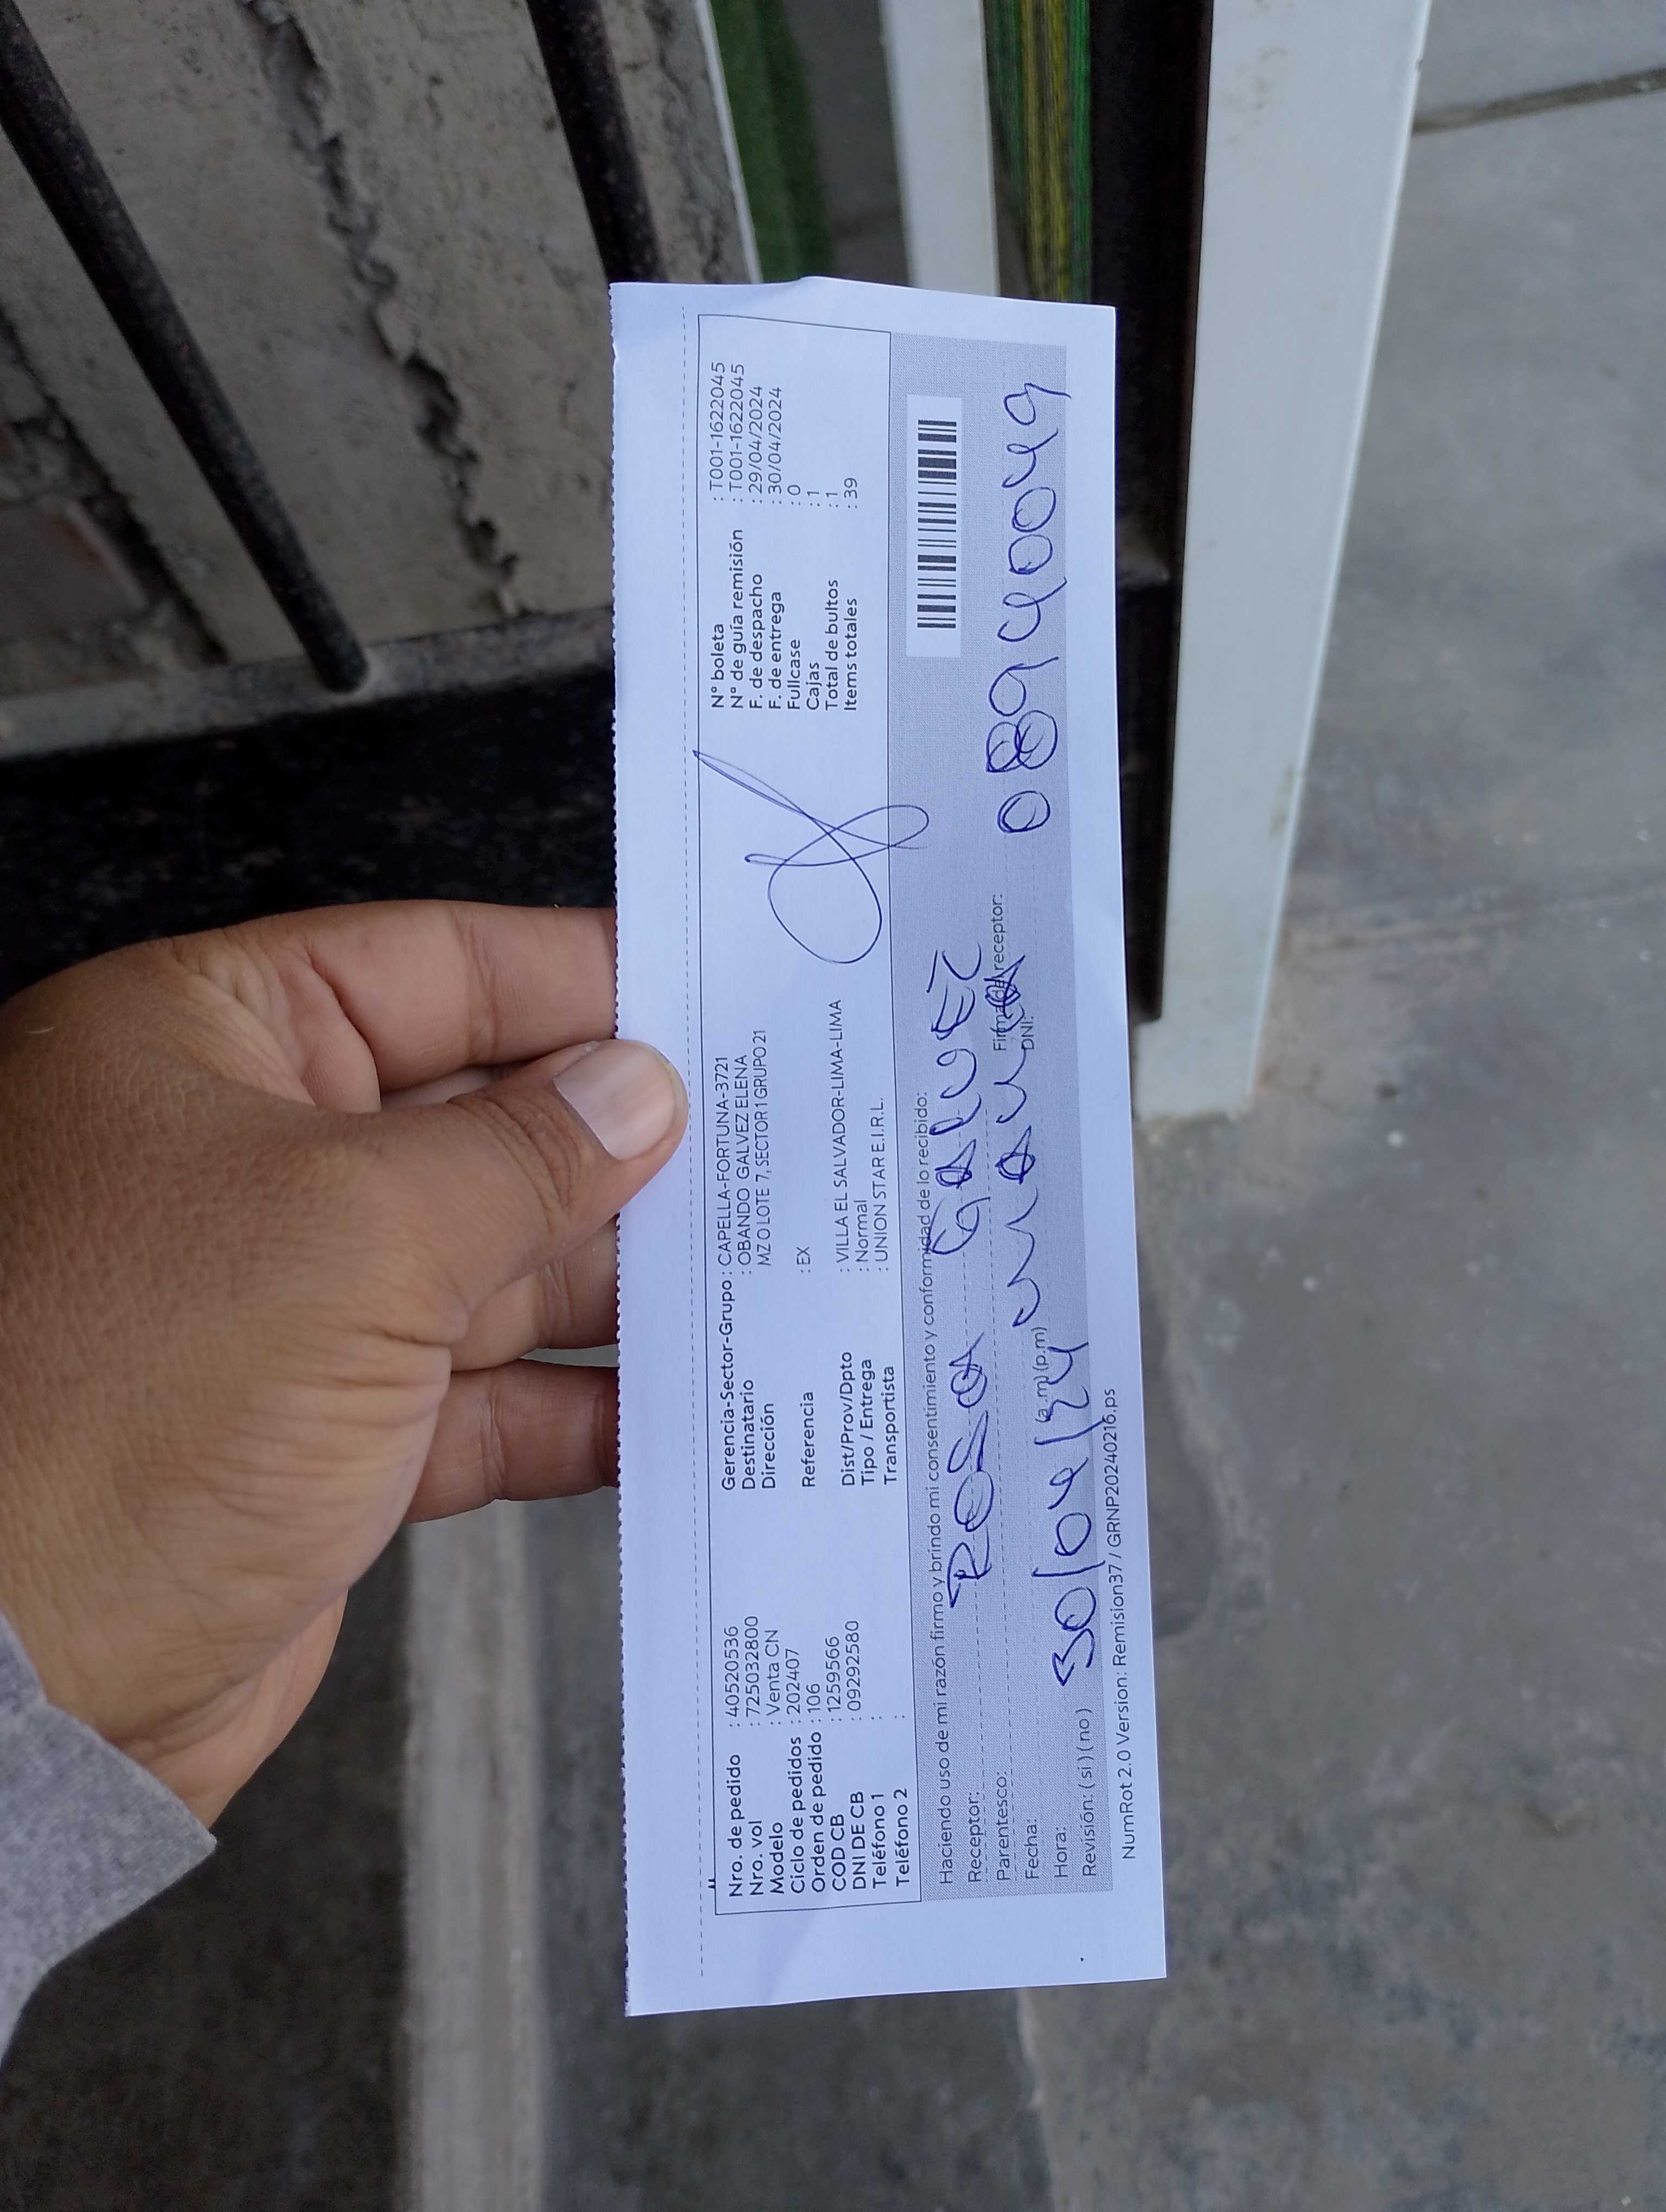 Nro. de pedido : 40520536
Nro. vol : 725032800
Modelo : Venta CN
Ciclo de pedidos : 202407
Orden de pedido : 106
COD CB : 1259566
DNI DE CB : 09292580
Teléfono 1 :
Teléfono 2 :
Gerencia-Sector-Grupo : CAPELLA-FORTUNA-3721
Destinatario : OBANDO GALVEZ ELENA
Dirección MZ O LOTE 7, SECTOR 1 GRUPO 21
Referencia : EX
Dist/Prov/Dpto : VILLA EL SALVADOR-LIMA-LIMA
Tipo / Entrega : Normal
Transportista : UNION STAR E.I.R.L.
N° boleta : T001-1622045
N° de guía remisión : T001-1622045
F. de despacho : 29/04/2024
F. de entrega : 30/04/2024
Fullcase : 0
Cajas : 1
Total de bultos : 1
Items totales : 39
Haciendo uso de mi razón firmo y brindo mi consentimiento y conformidad de lo recibido:
Receptor: ROSA GALVEZ
Parentesco: mama
Firma del receptor:
Fecha: 30/04/24
DNI: 08940049
Hora: (a.m) (p.m)
Revisión: (si) (no)
NumRot 2.0 Version: Remision37 / GRNP20240216.ps